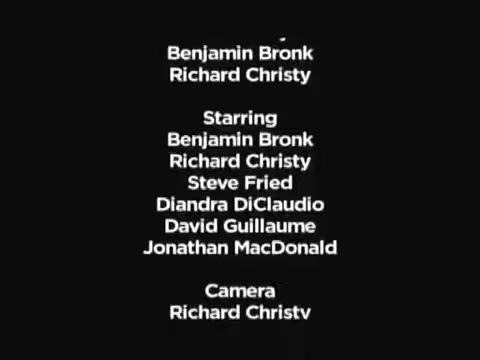 Benjamin Bronk
Richard Christy
Starring
Benjamin Bronk
Richard Christy
Steve Fried
Diandra DiClaudio
David Guillaume
Jonathan MacDonald
Camera
Richard Christy